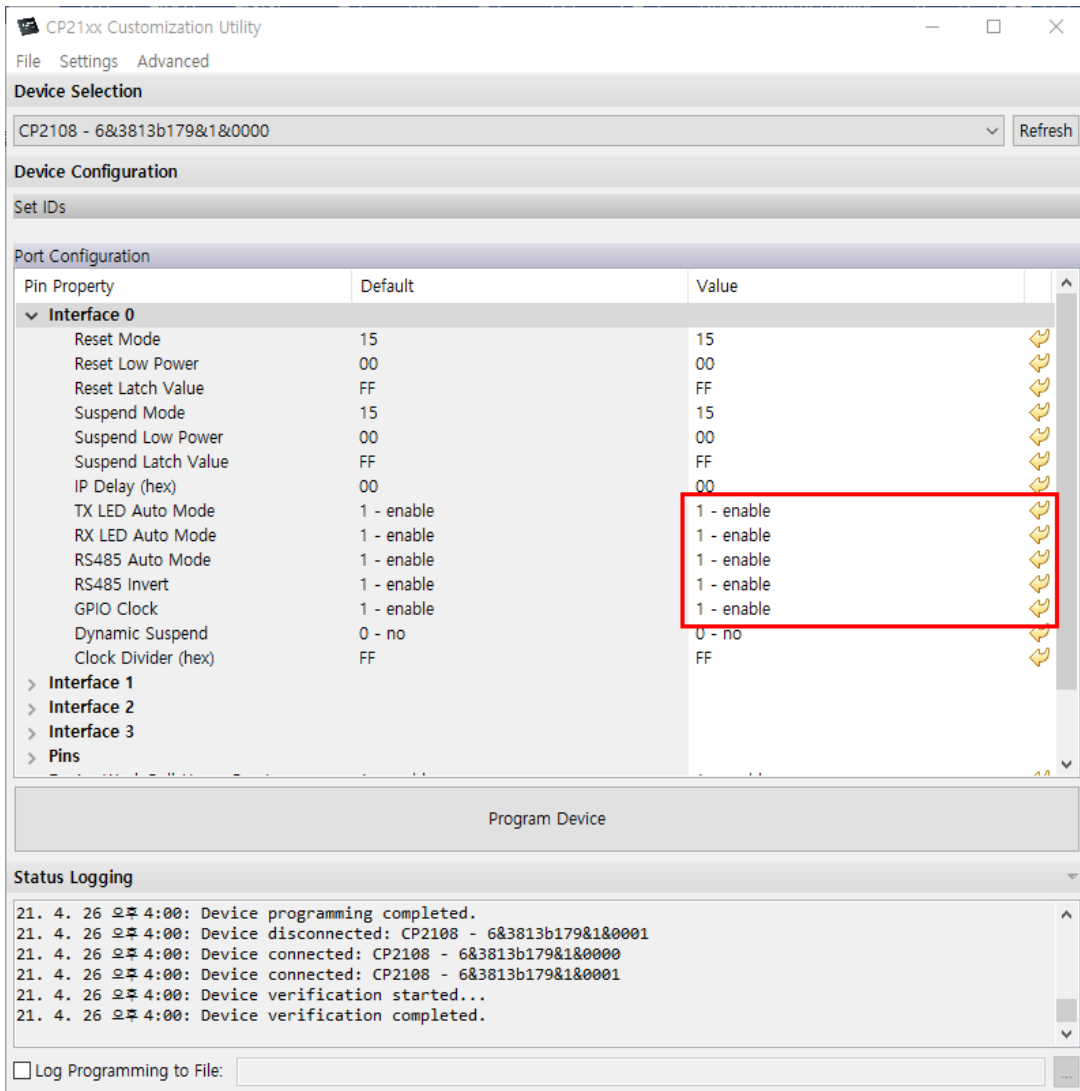 CP21xx Customization Utility
File Settings Advanced
Device Selection
CP2108 - 6&3813b179&1&0000 Refresh
Device Configuration
Set IDs
Port Configuration
Pin Property Default Value
Interface 0
Reset Mode 15 15
Reset Low Power 00 00
Reset Latch Value FF FF
Suspend Mode 15 15
Suspend Low Power 00 00
Suspend Latch Value FF FF
IP Delay (hex) 00 00
TX LED Auto Mode 1 - enable 1 - enable
RX LED Auto Mode 1 - enable 1 - enable
RS485 Auto Mode 1 - enable 1 - enable
RS485 Invert 1 - enable 1 - enable
GPIO Clock 1 - enable 1 - enable
Dynamic Suspend 0 - no 0 - no
Clock Divider (hex) FF FF
Interface 1
Interface 2
Interface 3
Pins
Program Device
Status Logging
21. 4. 26 오후 4:00: Device programming completed.
21. 4. 26 오후 4:00: Device disconnected: CP2108 - 6&3813b179&1&0001
21. 4. 26 오후 4:00: Device connected: CP2108 - 6&3813b179&1&0000
21. 4. 26 오후 4:00: Device connected: CP2108 - 6&3813b179&1&0001
21. 4. 26 오후 4:00: Device verification started...
21. 4. 26 오후 4:00: Device verification completed.
Log Programming to File: ...